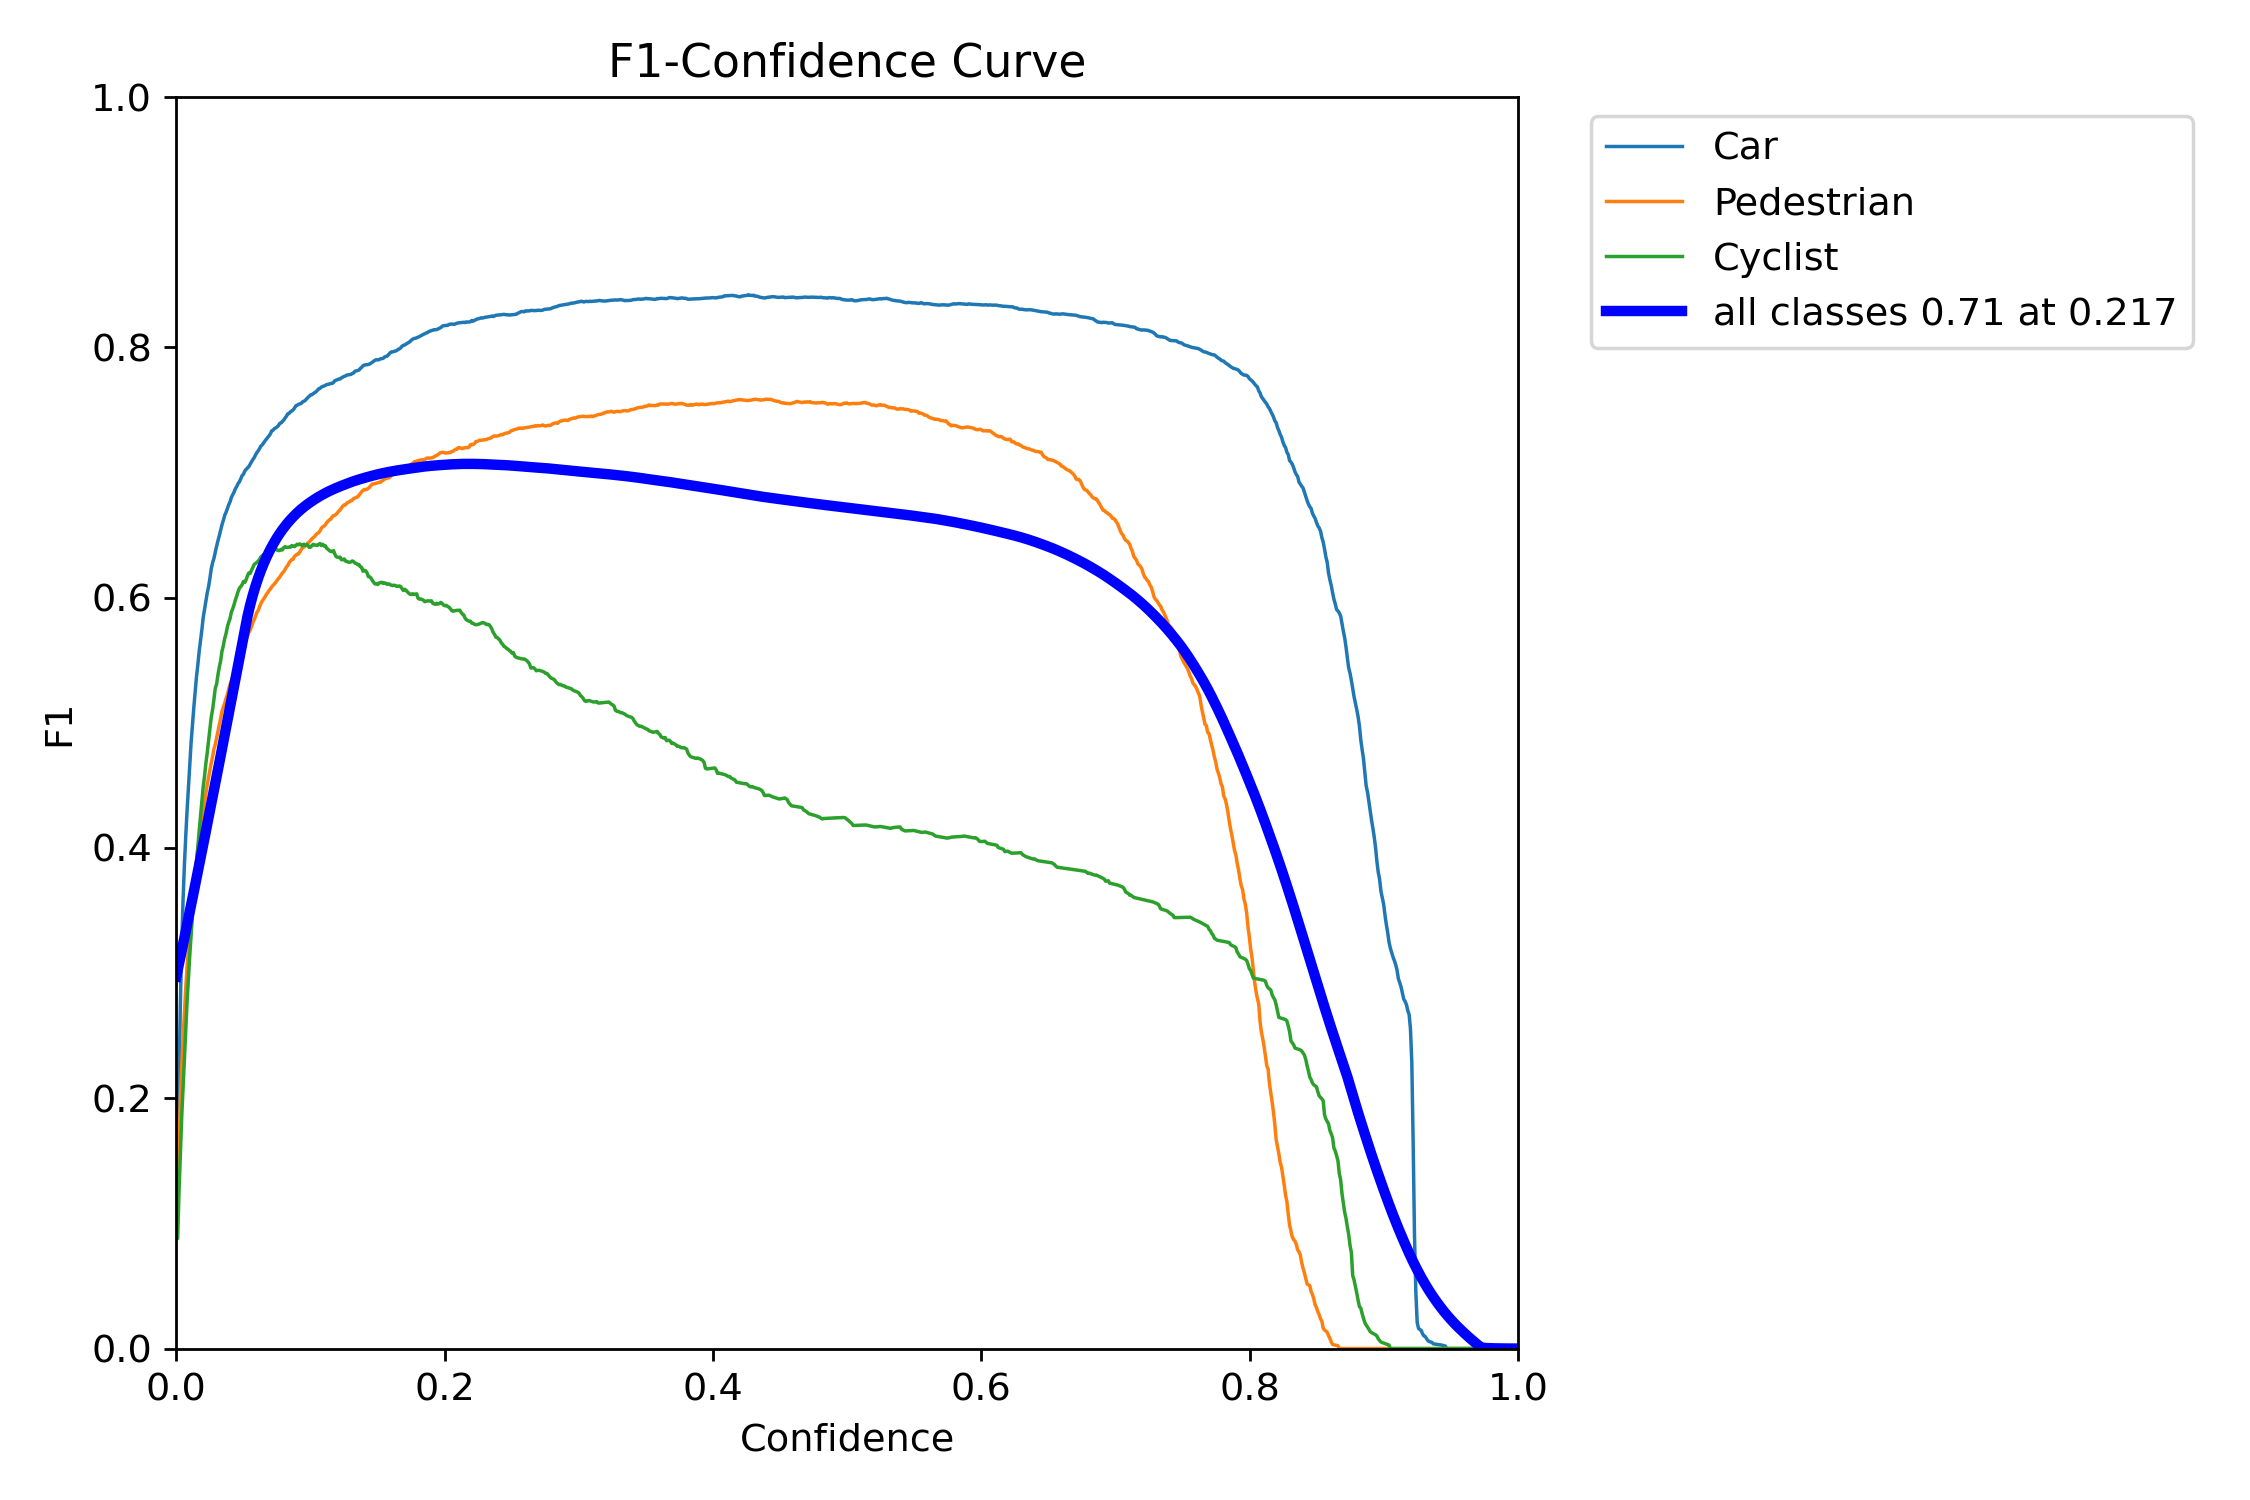 F1-Confidence Curve
1.0
0.8
0.6
0.4
0.2
0.0
F1
0.0 0.2 0.4 0.6 0.8 1.0
Confidence
Car
Pedestrian
Cyclist
all classes 0.71 at 0.217